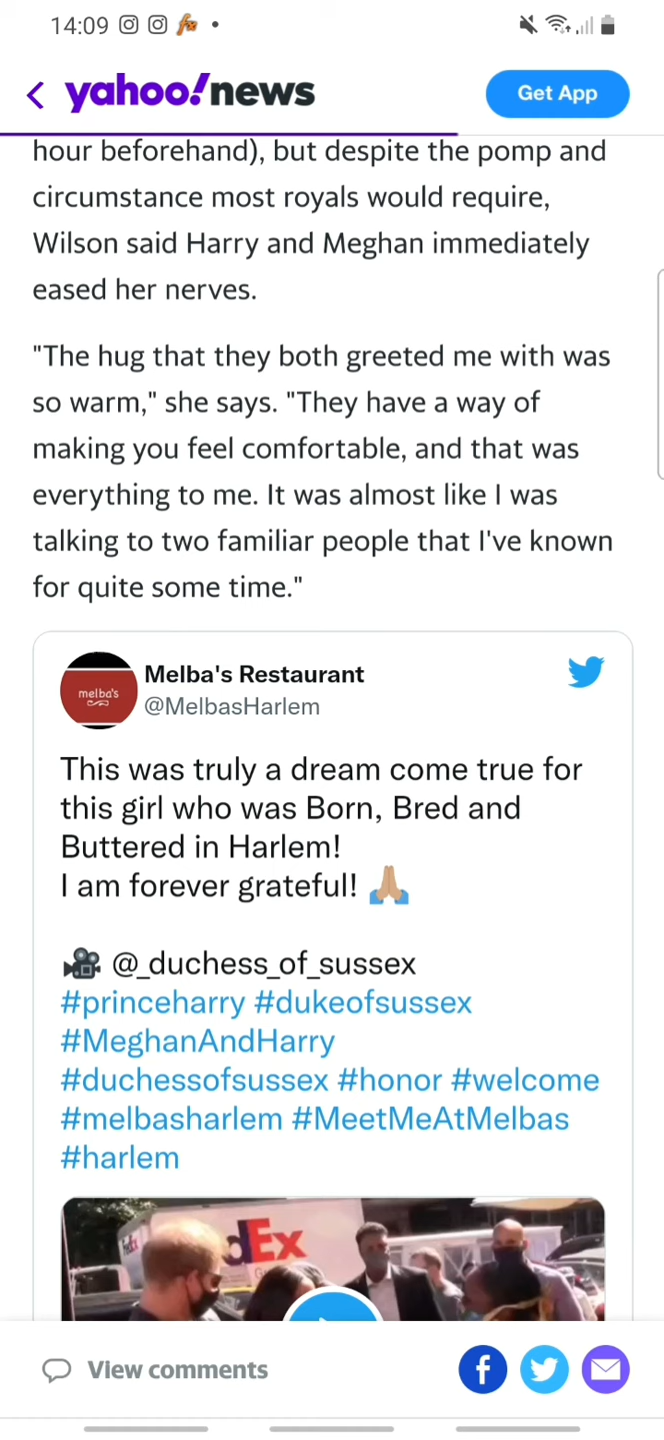 14:09
yahoo!news
Get App
hour beforehand), but despite the pomp and
circumstance most royals would require,
Wilson said Harry and Meghan immediately
eased her nerves.
"The hug that they both greeted me with was
so warm," she says. "They have a way of
making you feel comfortable, and that was
everything to me. It was almost like I was
talking to two familiar people that I've known
for quite some time."
melba's
Melba's Restaurant
@MelbasHarlem
This was truly a dream come true for
this girl who was Born, Bred and
Buttered in Harlem!
I am forever grateful! 🙏🏼
🎥 @_duchess_of_sussex
#princeharry #dukeofsussex
#MeghanAndHarry
#duchessofsussex #honor #welcome
#melbasharlem #MeetMeAtMelbas
#harlem
dEx
View comments